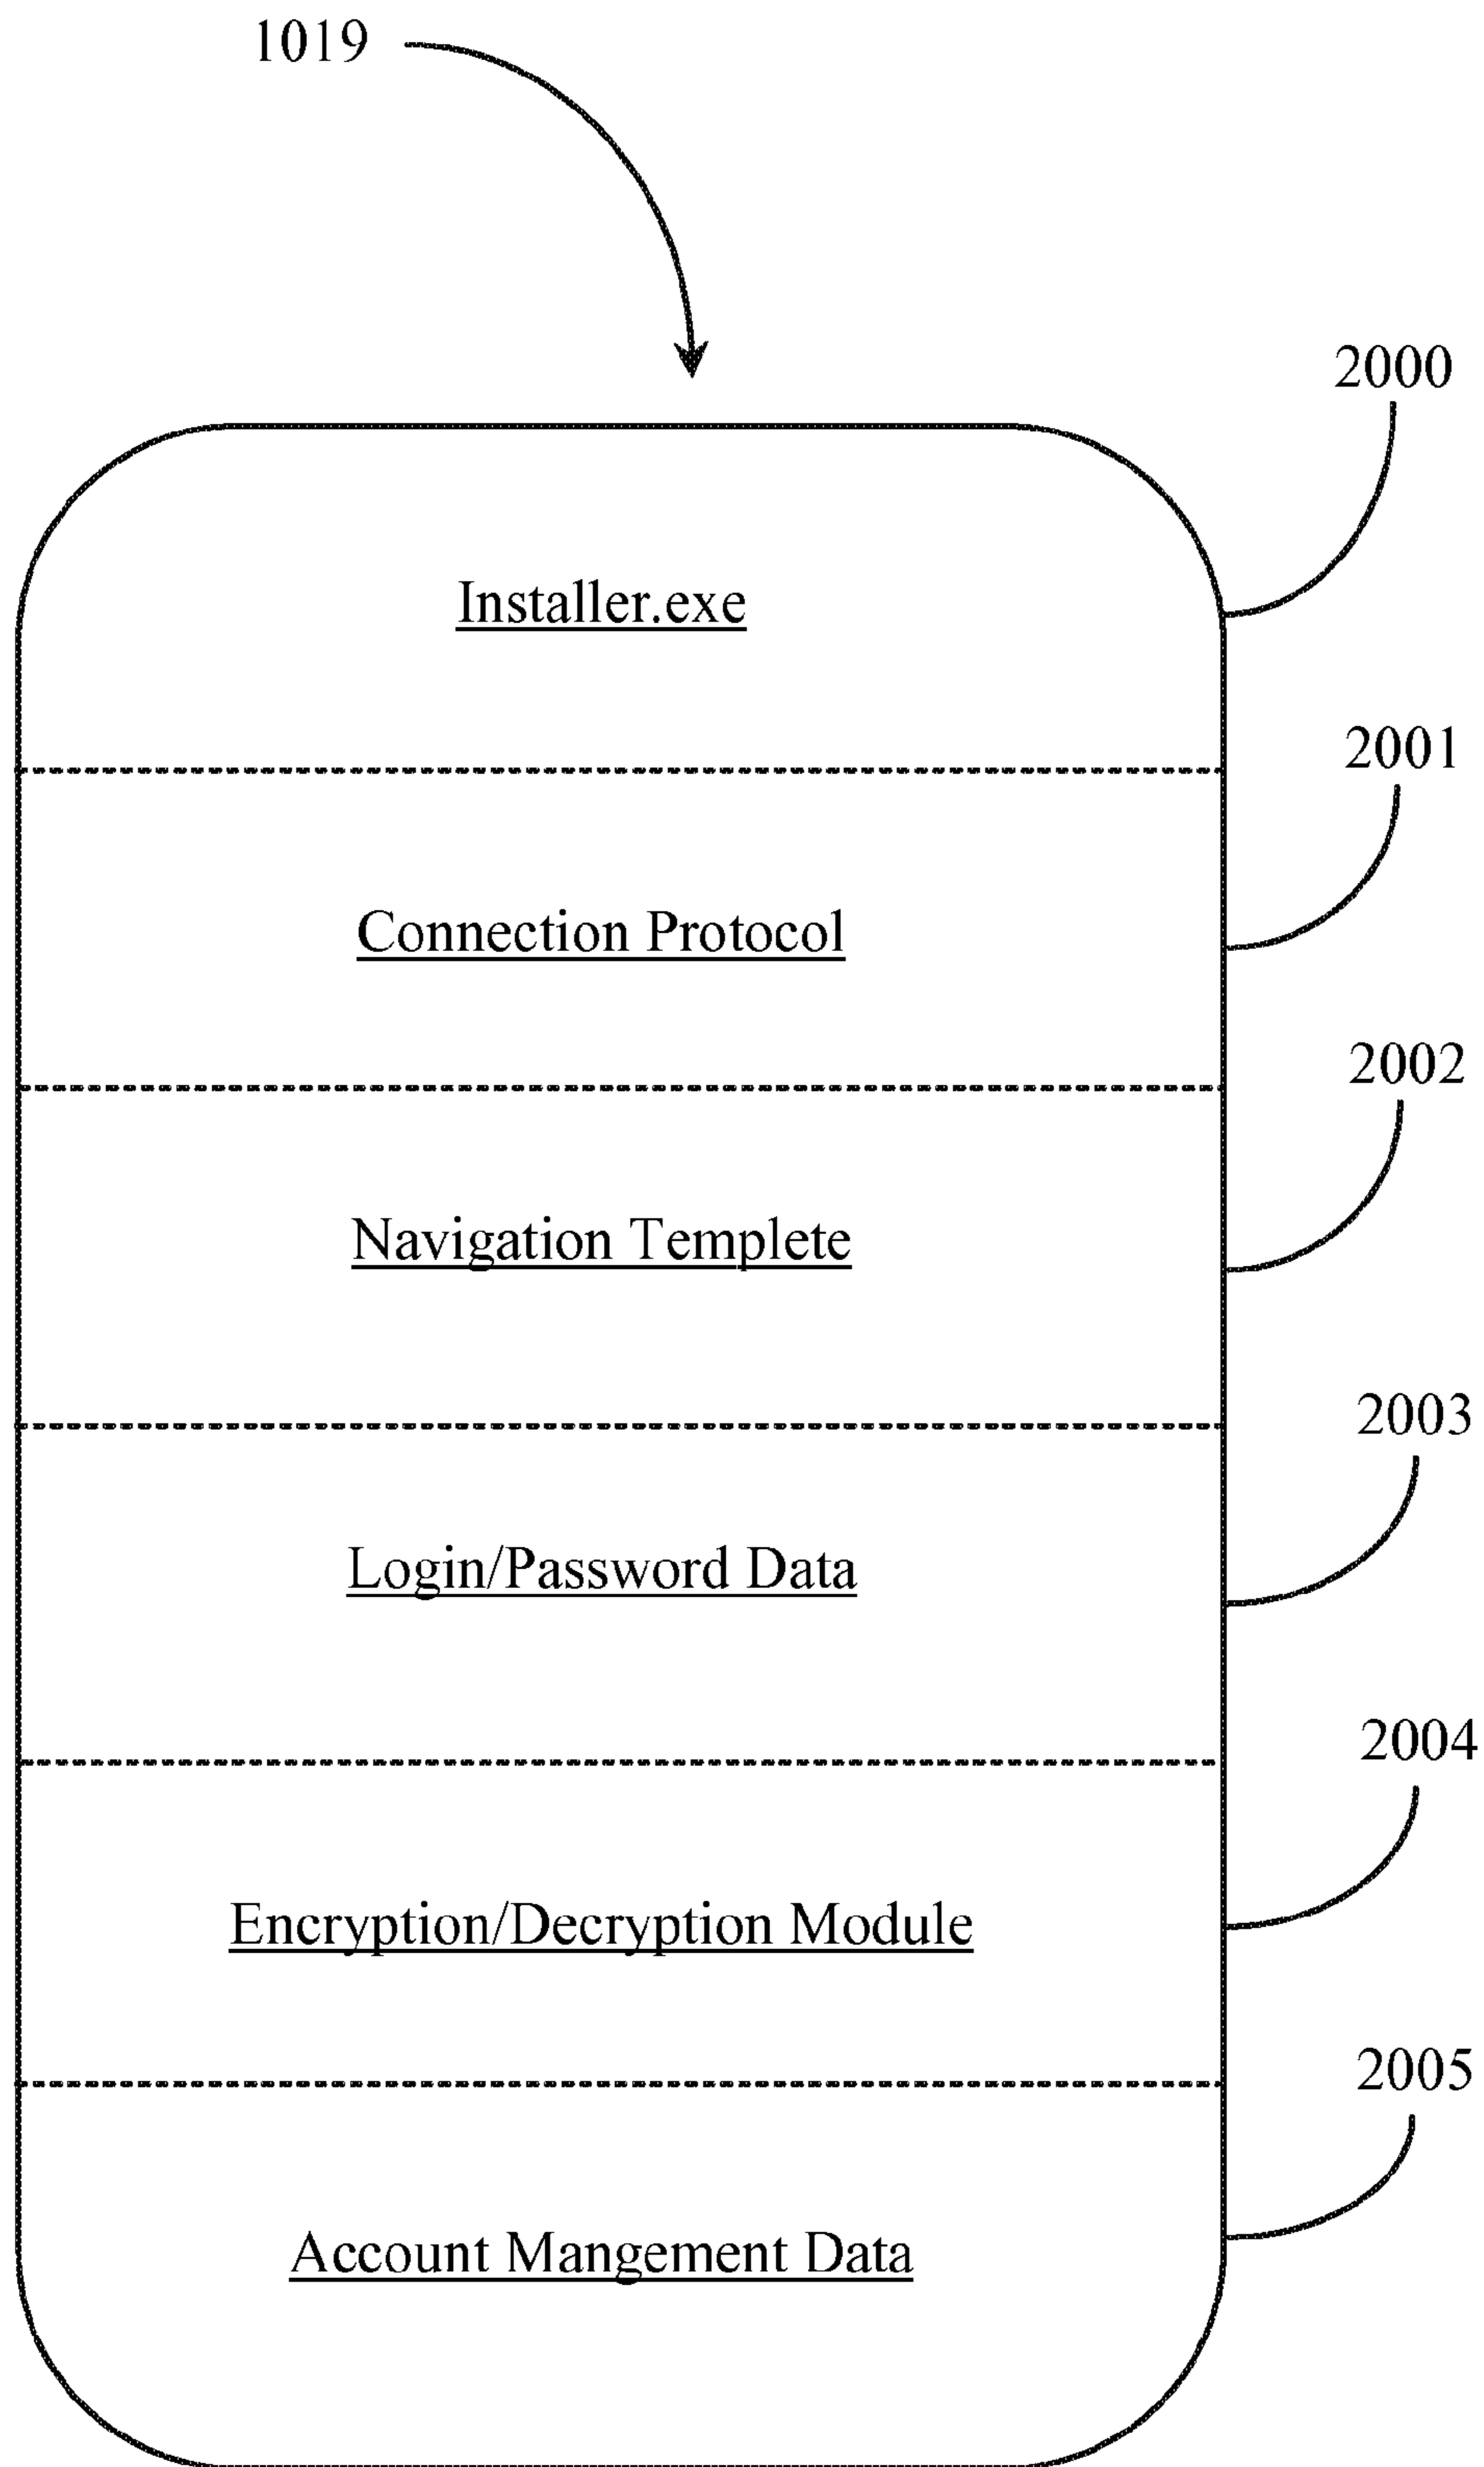 1019
2000
Installer.exe
2001
Connection Protocol
2002
Navigation Templete
2003
Login/Password Data
2004
Encryption/Decryption Module
2005
Account Mangement Data